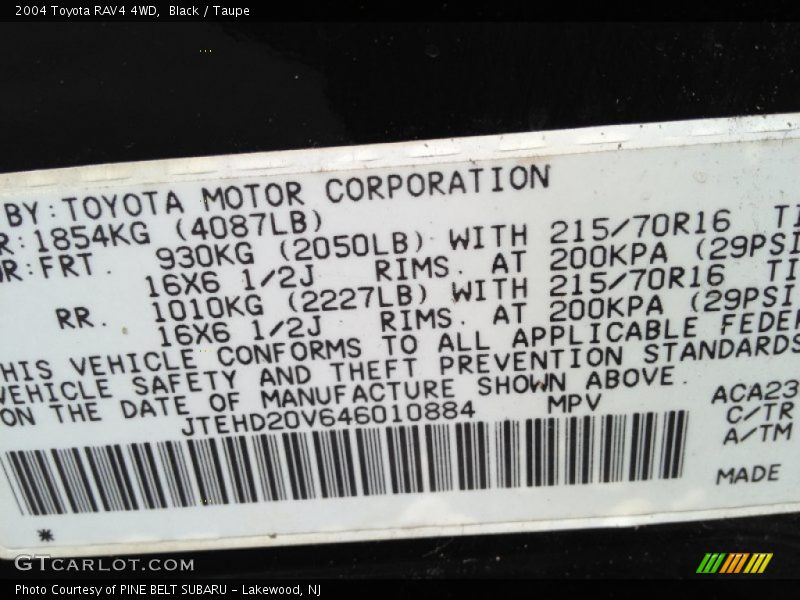 2004 Toyota RAV4 4WD,  Black / Taupe
BY:TOYOTA MOTOR CORPORATION
R:1854KG (4087LB)
R:FRT. 930KG (2050LB) WITH 215/70R16 TI
16X6 1/2J RIMS. AT 200KPA (29PSI
RR. 1010KG (2227LB) WITH 215/70R16 TI
16X6 1/2J RIMS. AT 200KPA (29PSI
HIS VEHICLE CONFORMS TO ALL APPLICABLE FEDER
VEHICLE SAFETY AND THEFT PREVENTION STANDARDS
ON THE DATE OF MANUFACTURE SHOWN ABOVE.
JTEHD20V646010884 MPV
ACA23
C/TR
A/TM
MADE
*
GTCARLOT.COM
Photo Courtesy of PINE BELT SUBARU - Lakewood, NJ